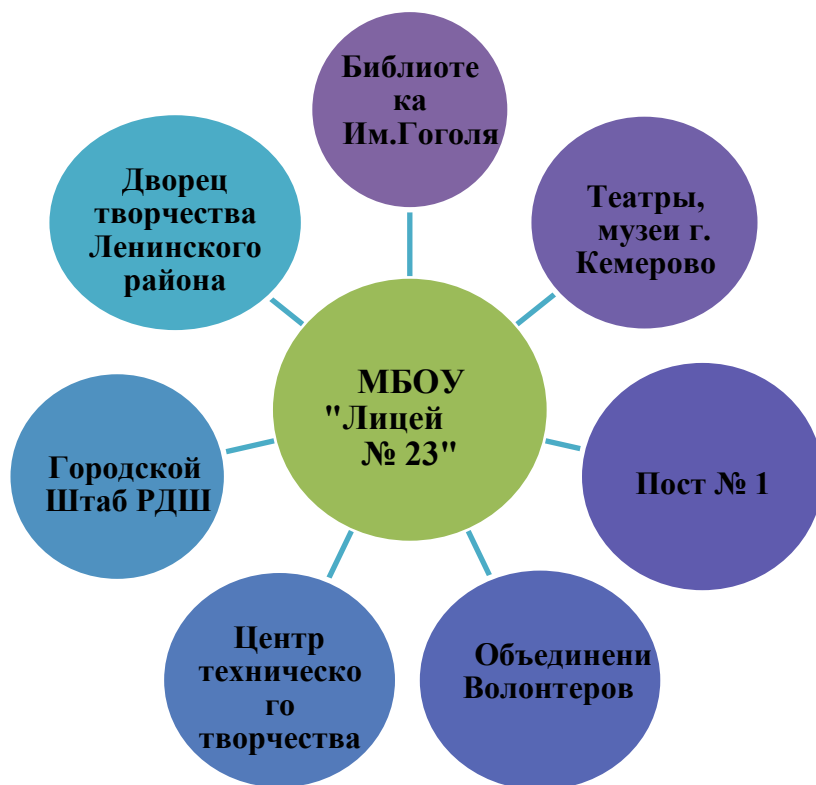 Библиоте
ка
Им.Гоголя
Театры,
музеи г.
Кемерово
Пост № 1
Объединени
Волонтеров
Центр
техническо
го
творчества
Городской
Штаб РДШ
Дворец
творчества
Ленинского
района
МБОУ
"Лицей
№ 23"